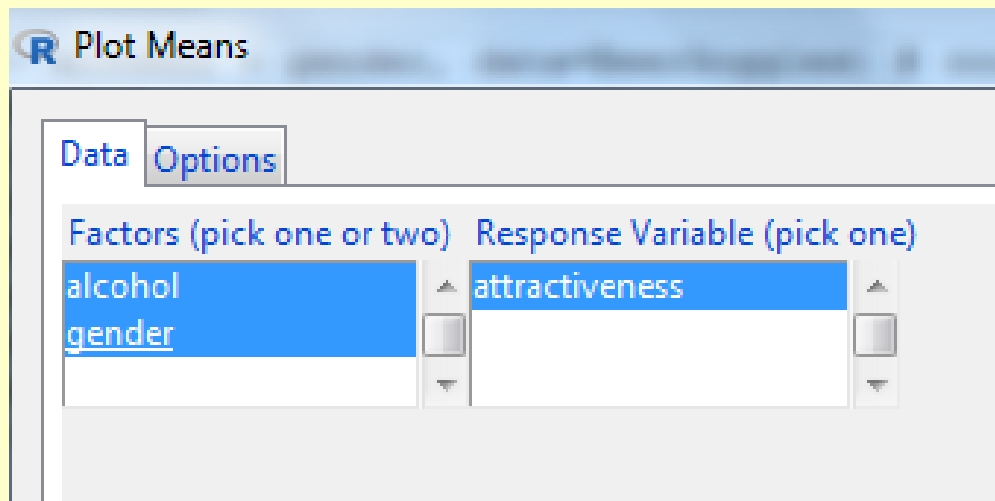 Plot Means
Data Options
Factors (pick one or two) Response Variable (pick one)
alcohol attractiveness
gender